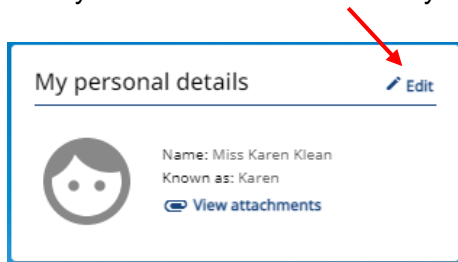 My personal details
Edit
Name: Miss Karen Klean
Known as: Karen
View attachments